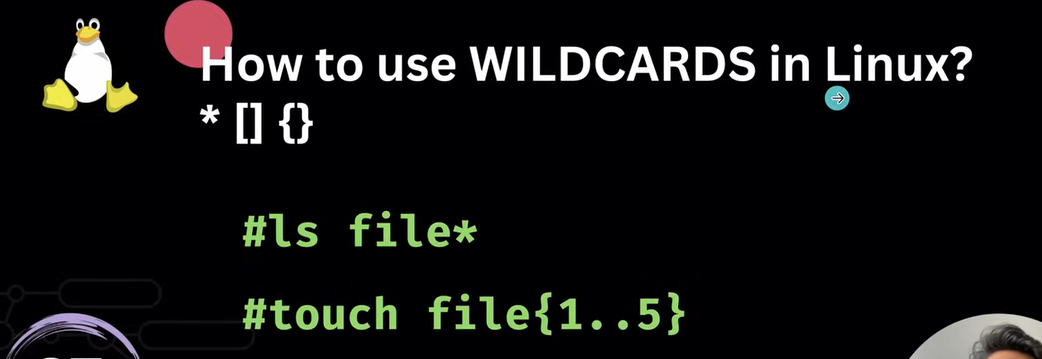 How to use WILDCARDS in Linux?
* [] {}
#ls file*
#touch file{1..5}